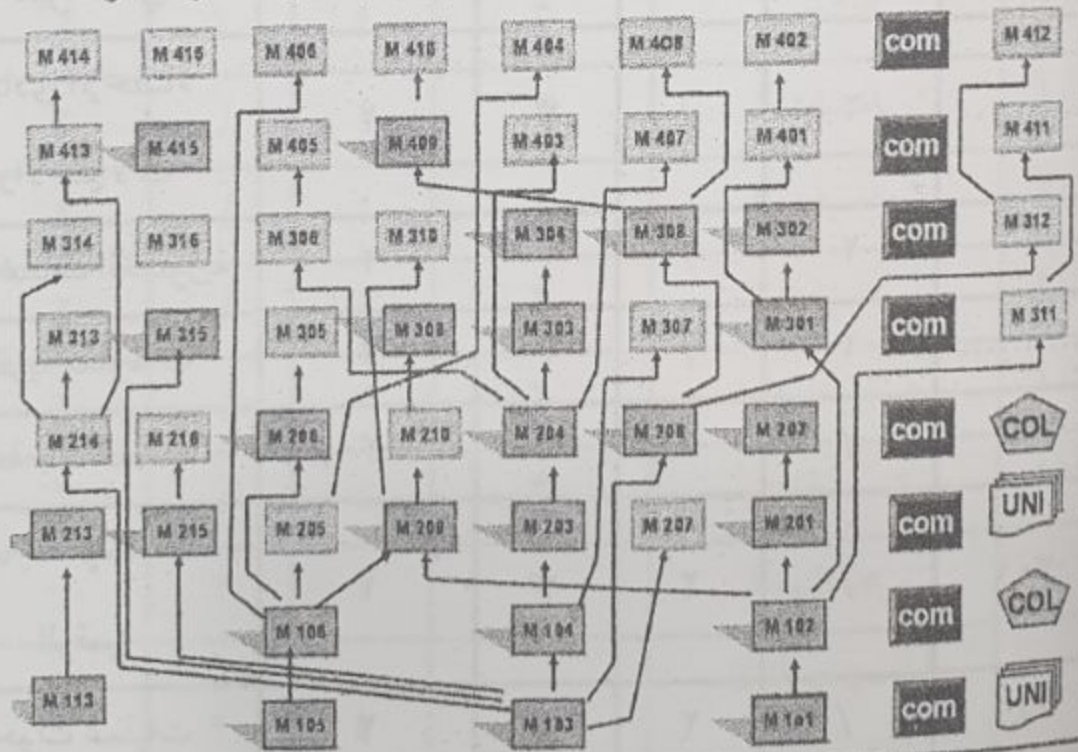 M 414 M 416 M 406 M 410 M 404 M 408 M 402 com M 412
M 413 M 415 M 405 M 409 M 403 M 407 M 401 com M 411
M 314 M 316 M 306 M 310 M 304 M 308 M 302 com M 312
M 313 M 315 M 305 M 303 M 307 M 301 com M 311
M 214 M 216 M 206 M 210 M 204 M 202 com COL
M 213 M 215 M 205 M 203 M 207 M 201 com UNI
M 106 M 104 M 102 com COL
M 113 M 105 M 103 M 101 com UNI